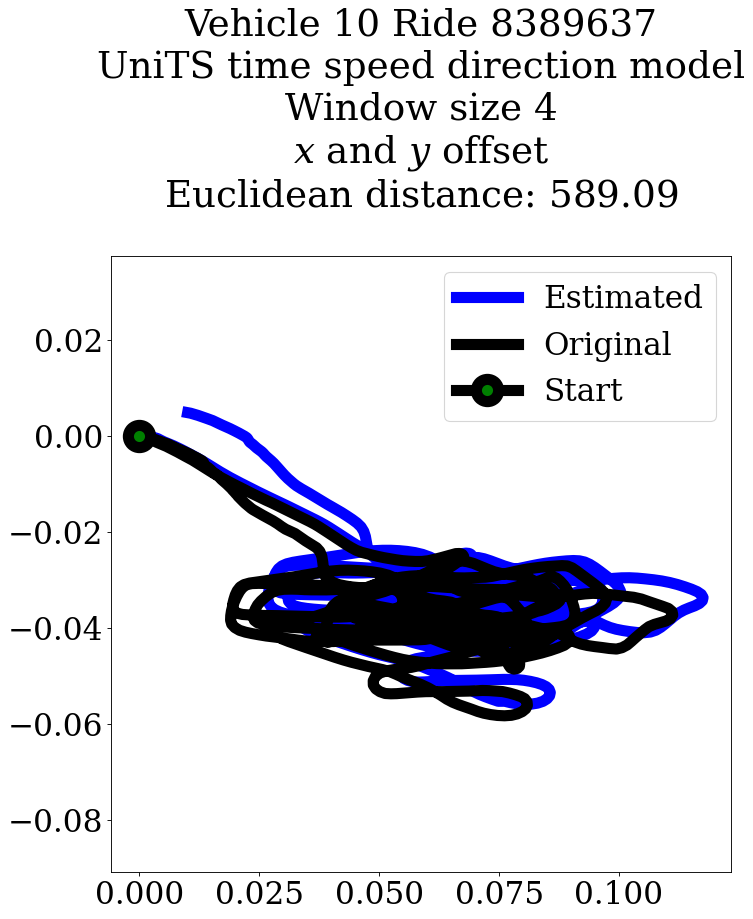 Vehicle 10 Ride 8389637
UniTS time speed direction model
Window size 4
x and y offset
Euclidean distance: 589.09
Estimated
Original
Start
0.02
0.00
−0.02
−0.04
−0.06
−0.08
0.000 0.025 0.050 0.075 0.100